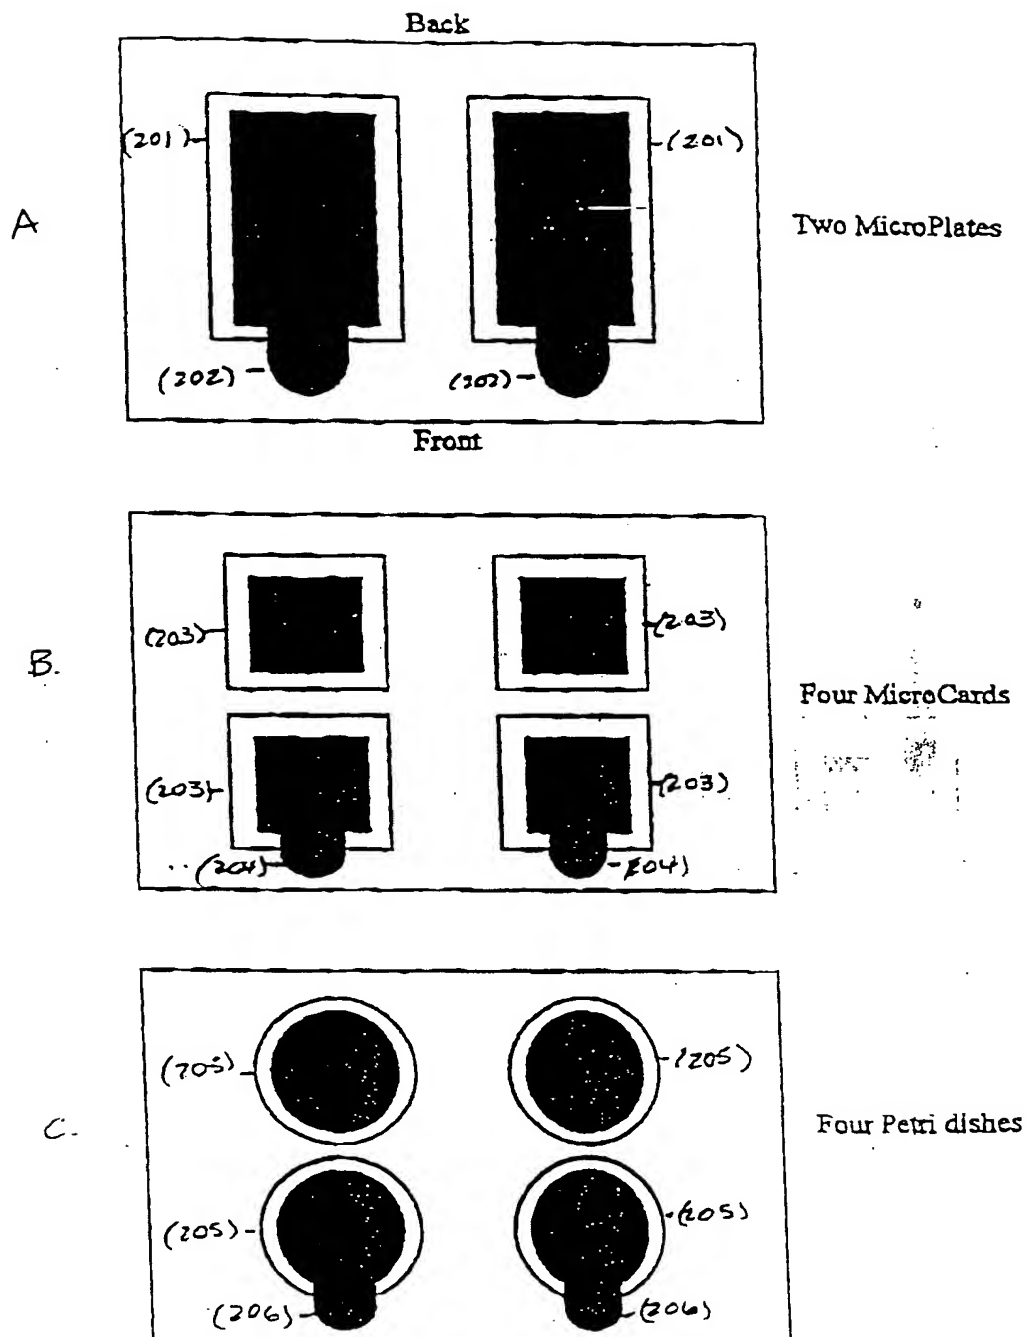 Back
(201) (201)
A
Two MicroPlates
(202) (202)
Front
(203) (203)
B.
Four MicroCards
(203) (203)
(204) (204)
(205) (205)
C.
Four Petri dishes
(205) (205)
(206) (206)